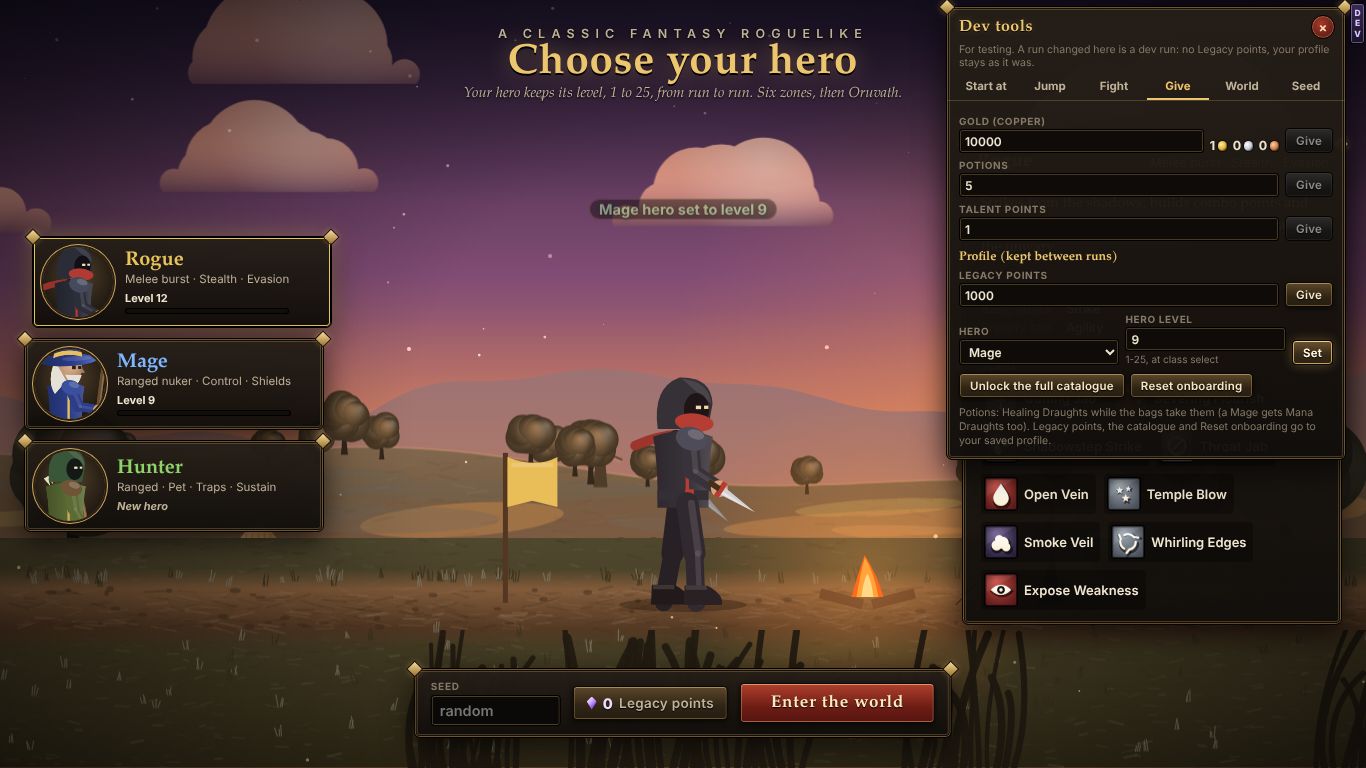 A CLASSIC FANTASY ROGUELIKE
Choose your hero
Your hero keeps its level, 1 to 25, from run to run. Six zones, then Oruvath.
Mage hero set to level 9
Rogue
Melee burst · Stealth · Evasion
Level 12
Mage
Ranged nuker · Control · Shields
Level 9
Hunter
Ranged · Pet · Traps · Sustain
New hero
Dev tools
x
DEV
For testing. A run changed here is a dev run: no Legacy points, your profile
stays as it was.
Start at Jump Fight Give World Seed
GOLD (COPPER)
10000 1 0 0 Give
POTIONS
5 Give
TALENT POINTS
1 Give
Profile (kept between runs)
LEGACY POINTS
1000 Give
HERO HERO LEVEL
Mage 9 Set
1-25, at class select
Unlock the full catalogue Reset onboarding
Potions: Healing Draughts while the bags take them (a Mage gets Mana
Draughts too). Legacy points, the catalogue and Reset onboarding go to
your saved profile.
Shadowstep Strike Throat Jab
Open Vein Temple Blow
Smoke Veil Whirling Edges
Expose Weakness
SEED
random
0 Legacy points
Enter the world